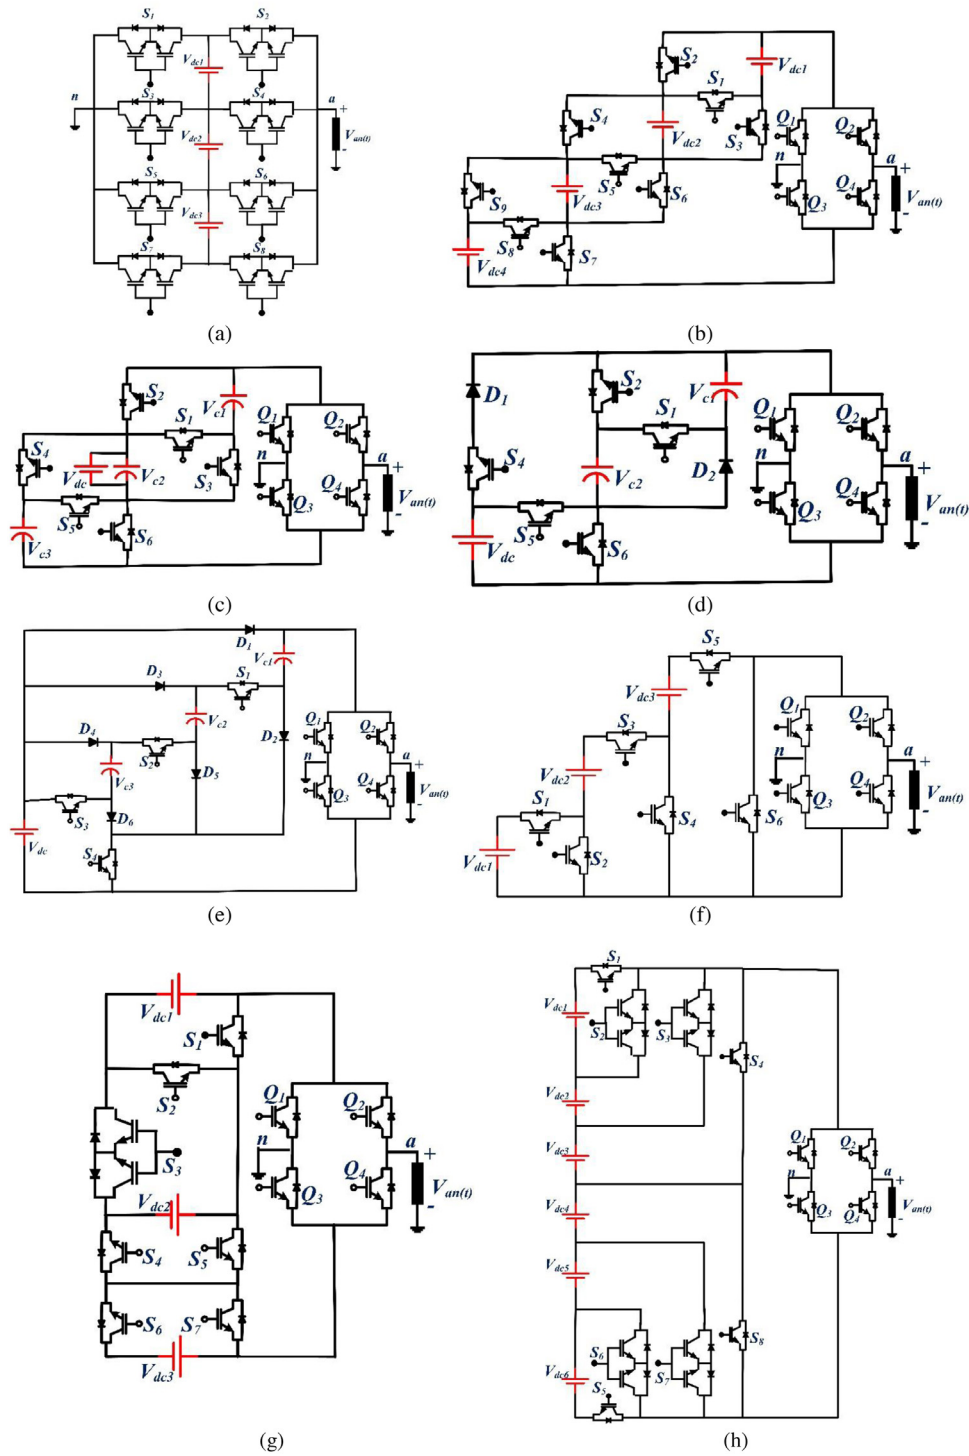 S1 S2
Vdc1
S3 S4
n a +
Vdc2 Van(t)
-
S5 S6
Vdc3
S7 S8
(a)
S2 Vdc1
S1
S4 Vdc2 S3 Q1 Q2
n a +
S9 S5 S6 Vdc3 Q3 Q4 Van(t)
-
Vdc4 S8 S7
(b)
S2 Vc1
S1 Q1 Q2
S4 Vdc Vc2 S3 n a +
Vc3 S5 S6 Q3 Q4 Van(t)
-
(c)
D1 S2 Vc1
S1 Q1 Q2
S4 Vc2 D2 n a +
Vdc S5 S6 Q3 Q4 Van(t)
-
(d)
D1 Vc1
D3 S1
Vc2 Q1 Q2
D4 S2 D2 n a +
Vc3 D5 Q3 Q4 Van(t)
-
S3 D6
Vdc S4
(e)
S5
Vdc3
S3 Q1 Q2
Vdc2 n a +
S1 S4 S6 Q3 Q4 Van(t)
-
Vdc1 S2
(f)
Vdc1
S1
S2 Q1 Q2
S3 n a +
Vdc2 Q3 Q4 Van(t)
-
S4 S5
S6 S7
Vdc3
(g)
S1
Vdc1 S2 S3
S4
Vdc2
Vdc3 Q1 Q2
n a +
Vdc4 Q3 Q4 Van(t)
-
Vdc5
S8
S6 S7
Vdc6 S5
(h)